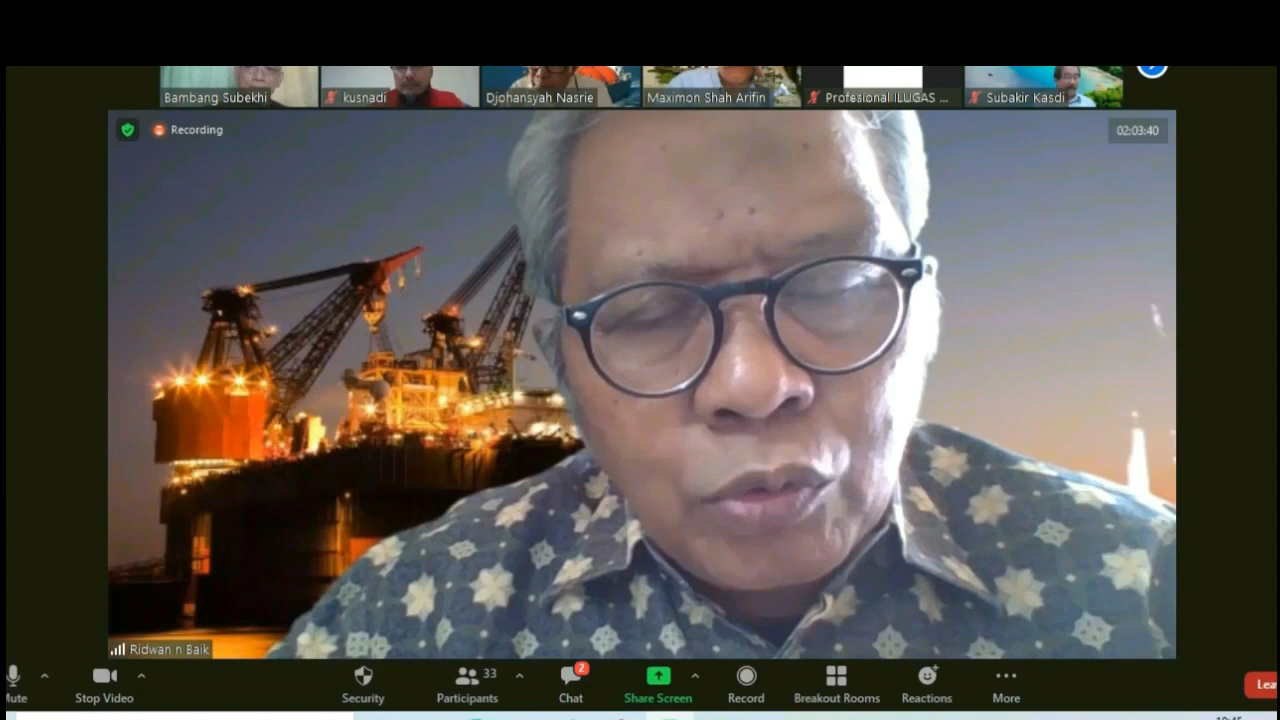 Bambang Subekhi
kusnadi
Djohansyah Nasrie
Maximon Shah Arifin
Profesional ILUGAS ...
Subakir Kasdi
Recording
02:03:40
Ridwan n Baik
Mute
Stop Video
Security
Participants
33
Chat
2
Share Screen
Record
Breakout Rooms
Reactions
More
Lea